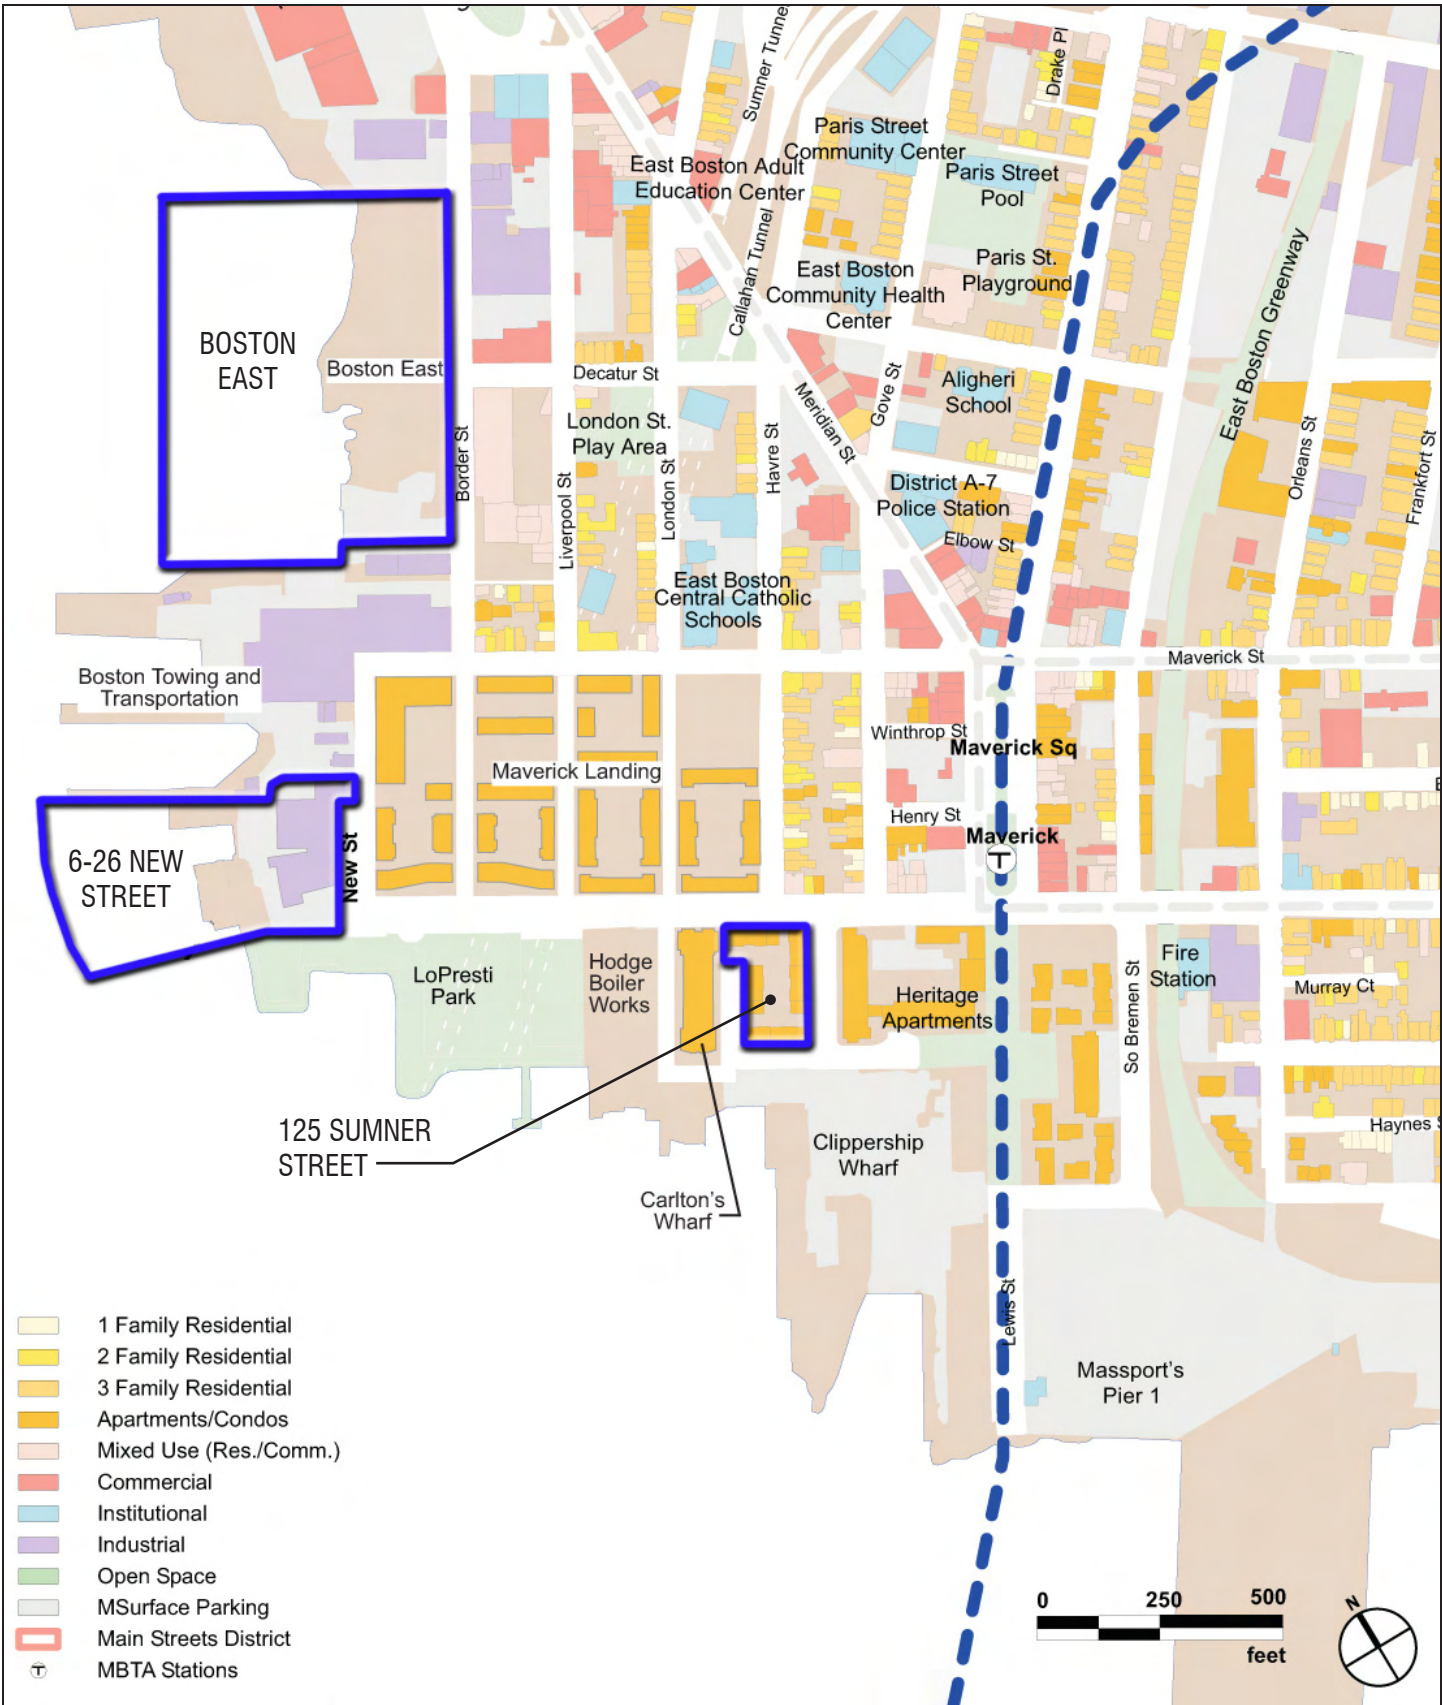 Sumner Tunnel
Drake Pl
Paris Street
Community Center
East Boston Adult
Education Center
Paris Street
Pool
Callahan Tunnel
East Boston
Community Health
Center
Paris St.
Playground
East Boston Greenway
BOSTON
EAST
Boston East
Decatur St
Meridian St
Gove St
Aligheri
School
London St.
Play Area
Border St
Liverpool St
London St
Havre St
District A-7
Police Station
Elbow St
Orleans St
Frankfort St
East Boston
Central Catholic
Schools
Maverick St
Boston Towing and
Transportation
Winthrop St
Maverick Sq
Maverick Landing
Henry St
Maverick
T
6-26 NEW
STREET
New St
LoPresti
Park
Hodge
Boiler
Works
Heritage
Apartments
So Bremen St
Fire
Station
Murray Ct
125 SUMNER
STREET
Carlton's
Wharf
Clippership
Wharf
Haynes S
Lewis St
Massport's
Pier 1
1 Family Residential
2 Family Residential
3 Family Residential
Apartments/Condos
Mixed Use (Res./Comm.)
Commercial
Institutional
Industrial
Open Space
MSurface Parking
Main Streets District
T MBTA Stations
0 250 500
feet
N